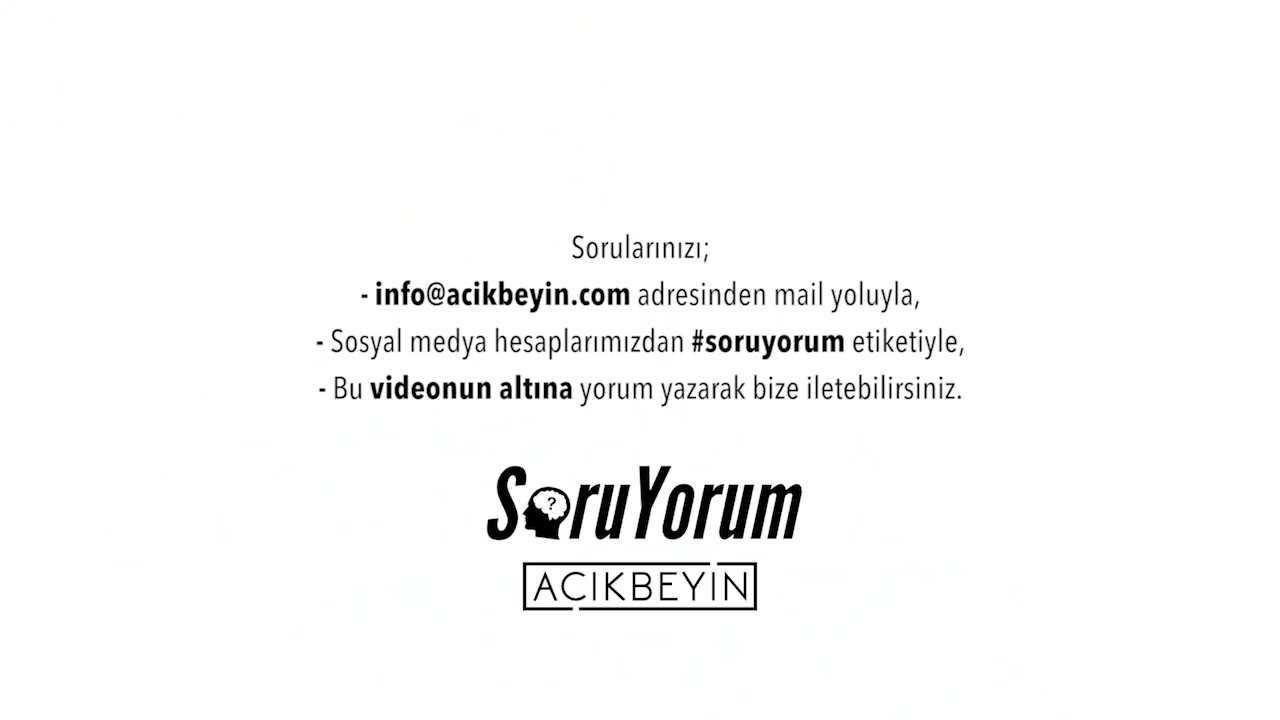 Sorularınızı;
- info@acikbeyin.com adresinden mail yoluyla,
- Sosyal medya hesaplarımızdan #soruyorum etiketiyle,
- Bu videonun altına yorum yazarak bize iletebilirsiniz.
SoruYorum
AÇIKBEYİN